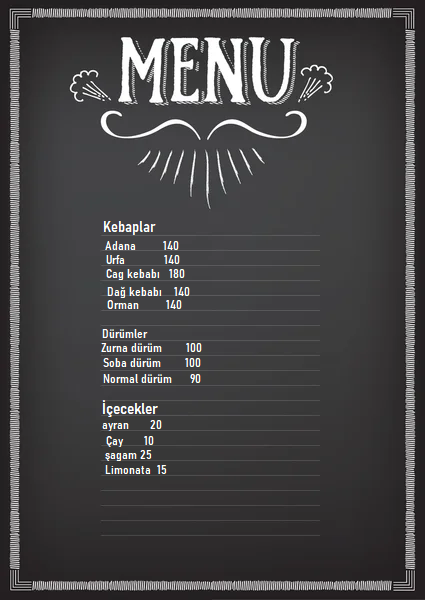 MENU
Kebaplar
Adana 140
Urfa 140
Cag kebabı 180
Dağ kebabı 140
Orman 140
Dürümler
Zurna dürüm 100
Soba dürüm 100
Normal dürüm 90
İçecekler
ayran 20
Çay 10
şagam 25
Limonata 15